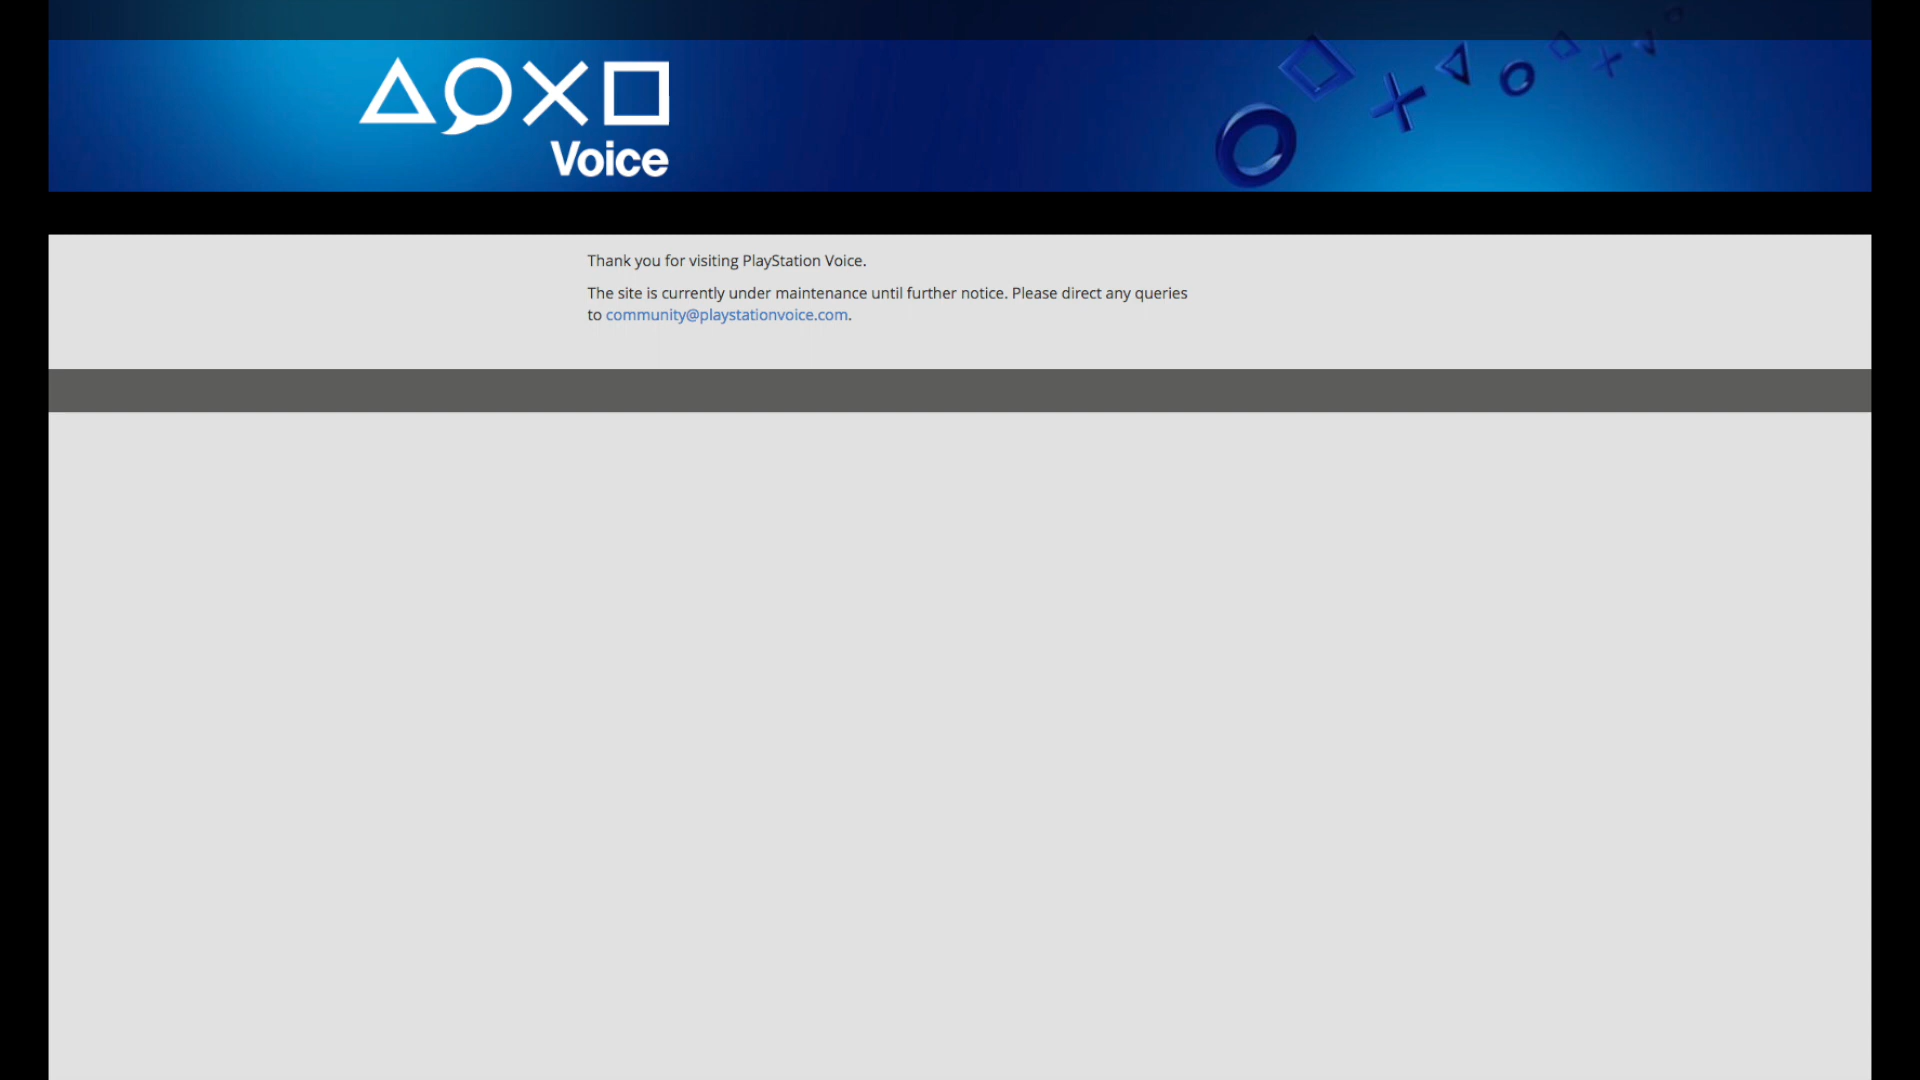 Voice
Thank you for visiting PlayStation Voice.
The site is currently under maintenance until further notice. Please direct any queries
to community@playstationvoice.com.